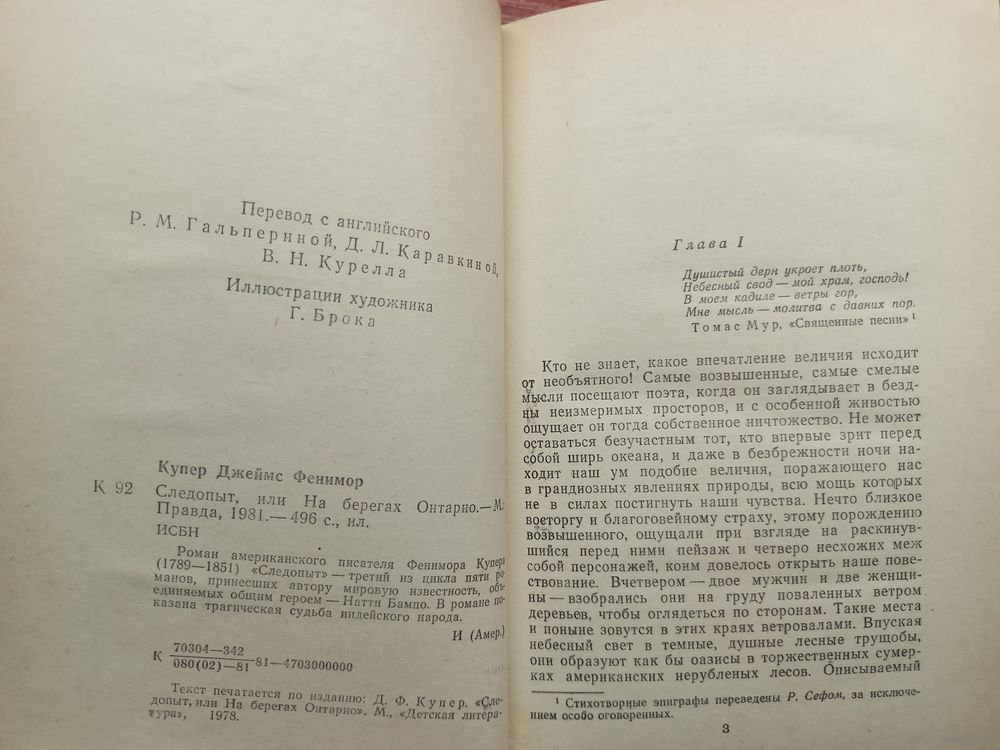 Перевод с английского
Р. М. Гальпериной, Д. Л. Каравкиной,
В. Н. Курелла
Иллюстрации художника
Г. Брока
Купер Джеймс Фенимор
К 92
Следопыт, или На берегах Онтарио.—М.:
Правда, 1981.—496 с., ил.
ИСБН
Роман американского писателя Фенимора Купера
(1789—1851) «Следопыт» — третий из цикла пяти ро-
манов, принесших автору мировую известность, объ-
единяемых общим героем — Натти Бампо. В романе по-
казана трагическая судьба индейского народа.
И (Амер.)
К 70304—342
080(02)—81 81—4703000000
Текст печатается по изданию: Д. Ф. Купер. «Сле-
допыт, или На берегах Онтарио». М., «Детская литера-
тура», 1978.
Глава I
Душистый дерн укроет плоть,
Небесный свод — мой храм, господь!
В моем кадиле — ветры гор,
Мне мысль — молитва с давних пор.
Томас Мур, «Священные песни» 1
Кто не знает, какое впечатление величия исходит
от необъятного! Самые возвышенные, самые смелые
мысли посещают поэта, когда он заглядывает в безд-
ны неизмеримых просторов, и с особенной живостью
ощущает он тогда собственное ничтожество. Не может
оставаться безучастным тот, кто впервые зрит перед
собой ширь океана, и даже в безбрежности ночи на-
ходит наш ум подобие величия, поражающего нас
в грандиозных явлениях природы, всю мощь которых
не в силах постигнуть наши чувства. Нечто близкое
восторгу и благоговейному страху, этому порождению
возвышенного, ощущали при взгляде на раскинув-
шийся перед ними пейзаж и четверо несхожих меж
собой персонажей, коим довелось открыть наше пове-
ствование. Вчетвером — двое мужчин и две женщи-
ны — взобрались они на груду поваленных ветром
деревьев, чтобы оглядеться по сторонам. Такие места
и поныне зовутся в этих краях ветровалами. Впуская
небесный свет в темные, душные лесные трущобы,
они образуют как бы оазисы в торжественных сумер-
ках американских нерубленых лесов. Описываемый
1 Стихотворные эпиграфы переведены Р. Сефом, за исключе-
нием особо оговоренных.
3